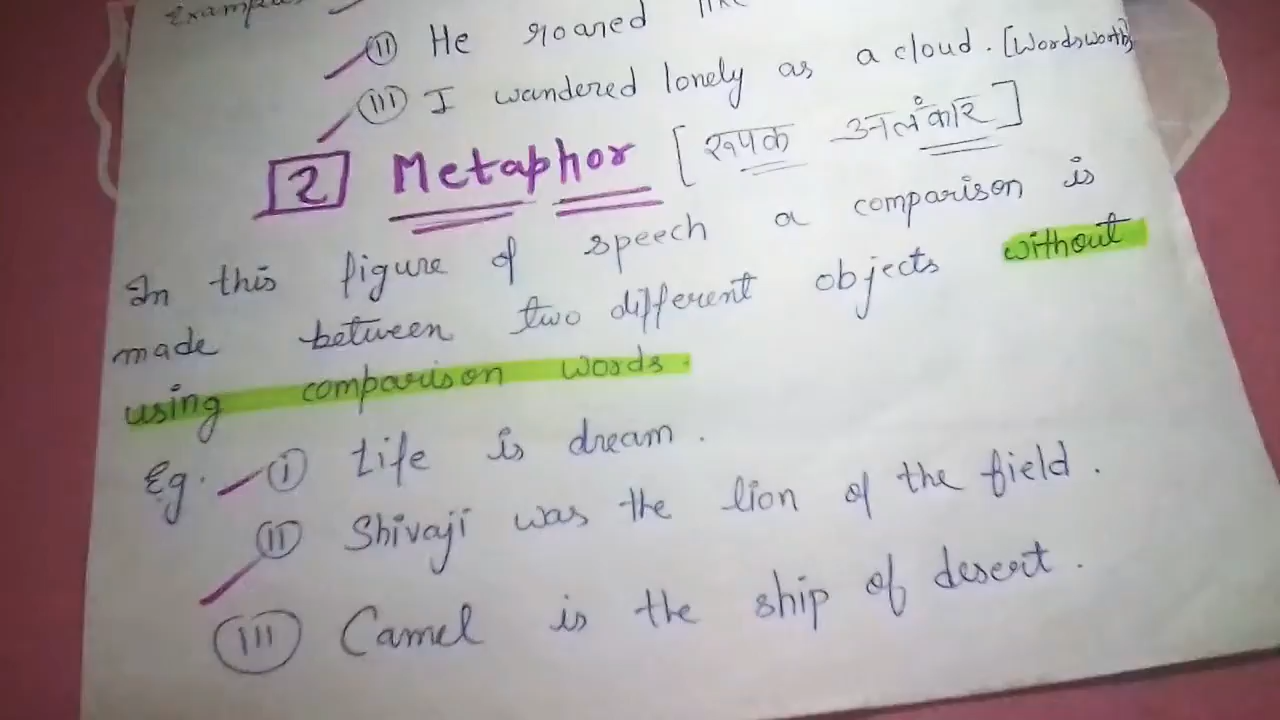 Example
(ii) He roared like
(iii) I wandered lonely as a cloud. [Wordsworth]
2 Metaphor [रूपक अलंकार]
In this figure of speech a comparison is
made between two different objects without
using comparison words.
Eg. (i) Life is dream.
(ii) Shivaji was the lion of the field.
(iii) Camel is the ship of desert.